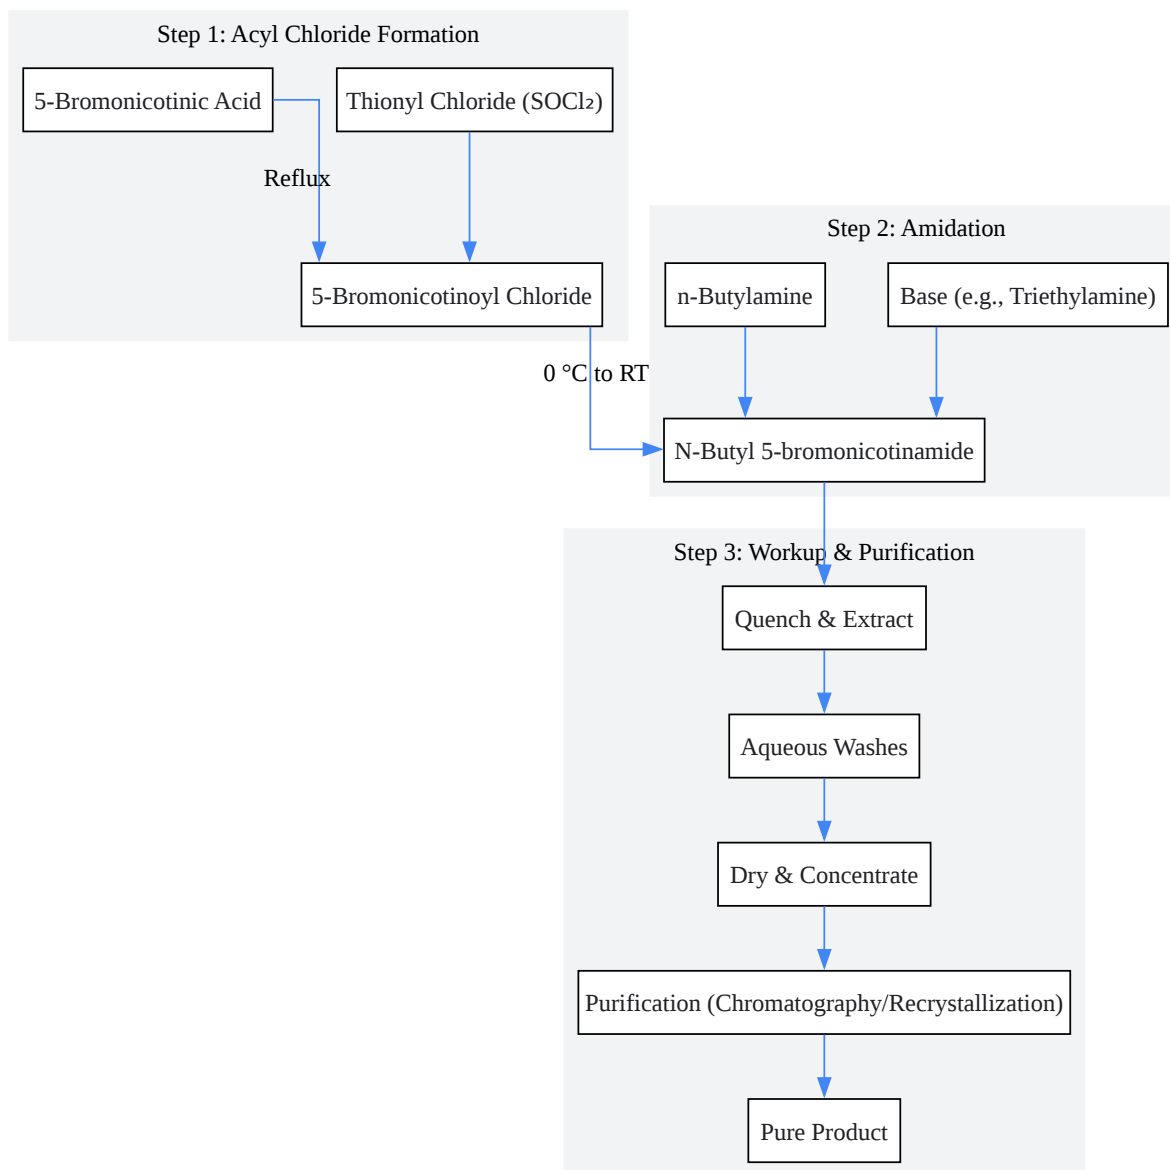 Step 1: Acyl Chloride Formation
5-Bromonicotinic Acid
Thionyl Chloride (SOCl₂)
Reflux
5-Bromonicotinoyl Chloride
Step 2: Amidation
n-Butylamine
Base (e.g., Triethylamine)
0 °C to RT
N-Butyl 5-bromonicotinamide
Step 3: Workup & Purification
Quench & Extract
Aqueous Washes
Dry & Concentrate
Purification (Chromatography/Recrystallization)
Pure Product